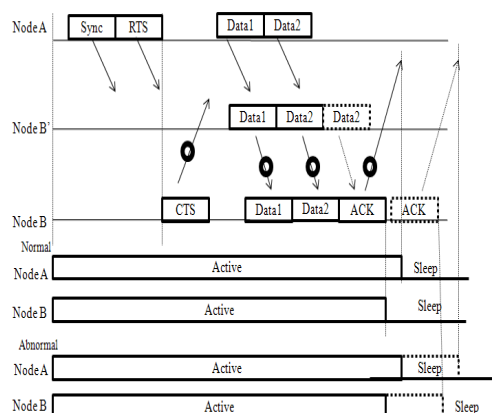 Node A
Sync
RTS
Data1
Data2
Node B'
Data1
Data2
Data2
Node B
CTS
Data1
Data2
ACK
ACK
Normal
Node A
Active
Sleep
Node B
Active
Sleep
Abnormal
Node A
Active
Sleep
Node B
Active
Sleep